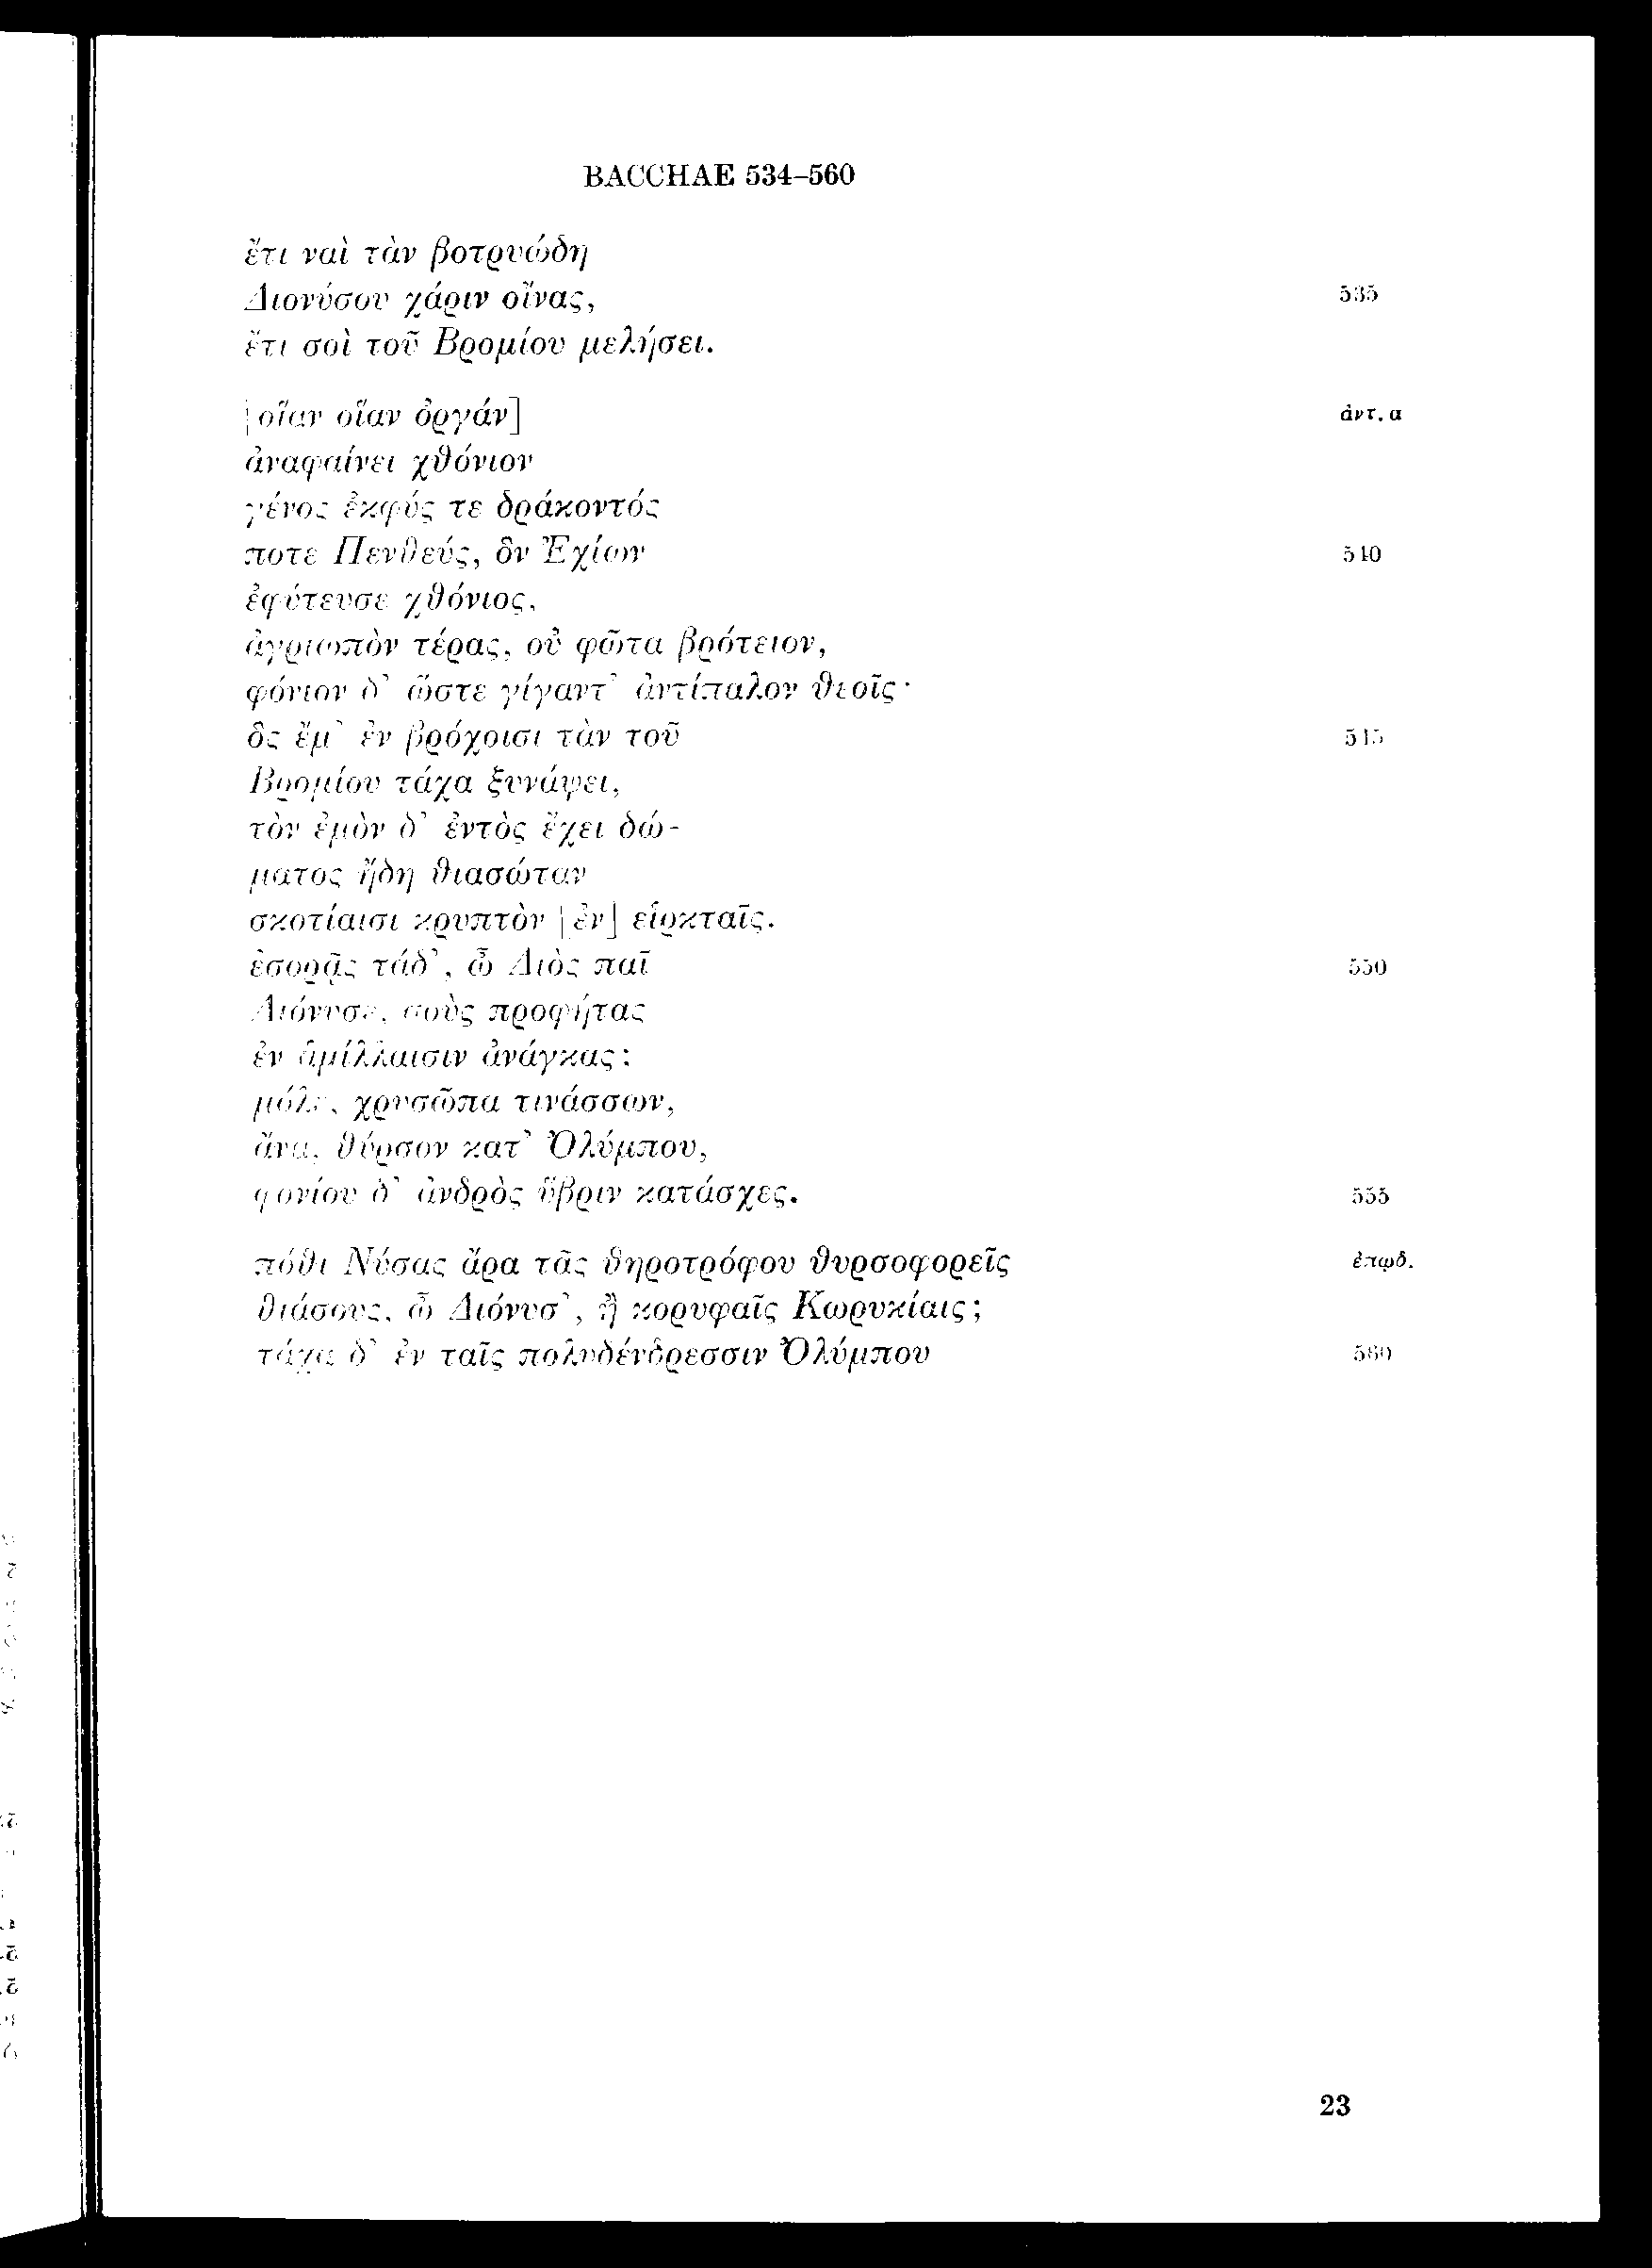 BACCHAE 534–560
ἔτι ναὶ τὰν βοτρυώδη
Διονύσου χάριν οἴνας, 535
ἔτι σοὶ τοῦ Βρομίου μελήσει.
[οἵαν οἵαν ὀργάν] ἀντ. α
ἀναφαίνει χθόνιον
γένος ἐκφύς τε δράκοντός
ποτε Πενθεύς, ὃν Ἐχίων 540
ἐφύτευσε χθόνιος,
ἀγριωπὸν τέρας, οὐ φῶτα βρότειον,
φόνιον δ’ ὥστε γίγαντ’ ἀντίπαλον θεοῖς·
ὃς ἔμ’ ἐν βρόχοισι τὰν τοῦ 545
Βρομίου τάχα ξυνάψει,
τὸν ἐμὸν δ’ ἐντὸς ἔχει δώ-
ματος ἤδη θιασώταν
σκοτίαισι κρυπτὸν [ἐν] εἱρκταῖς.
ἐσορᾷς τάδ’, ὦ Διὸς παῖ 550
Διόνυσε, σοὺς προφήτας
ἐν ἁμίλλαισιν ἀνάγκας;
μόλε, χρυσῶπα τινάσσων,
ἄνα, θύρσον κατ’ Ὀλύμπου,
φονίου δ’ ἀνδρὸς ὕβριν κατάσχες. 555
πόθι Νύσας ἄρα τᾶς θηροτρόφου θυρσοφορεῖς ἐπῳδ.
θιάσους, ὦ Διόνυσ’, ἢ κορυφαῖς Κωρυκίαις;
τάχα δ’ ἐν ταῖς πολυδένδρεσσιν Ὀλύμπου 560
23